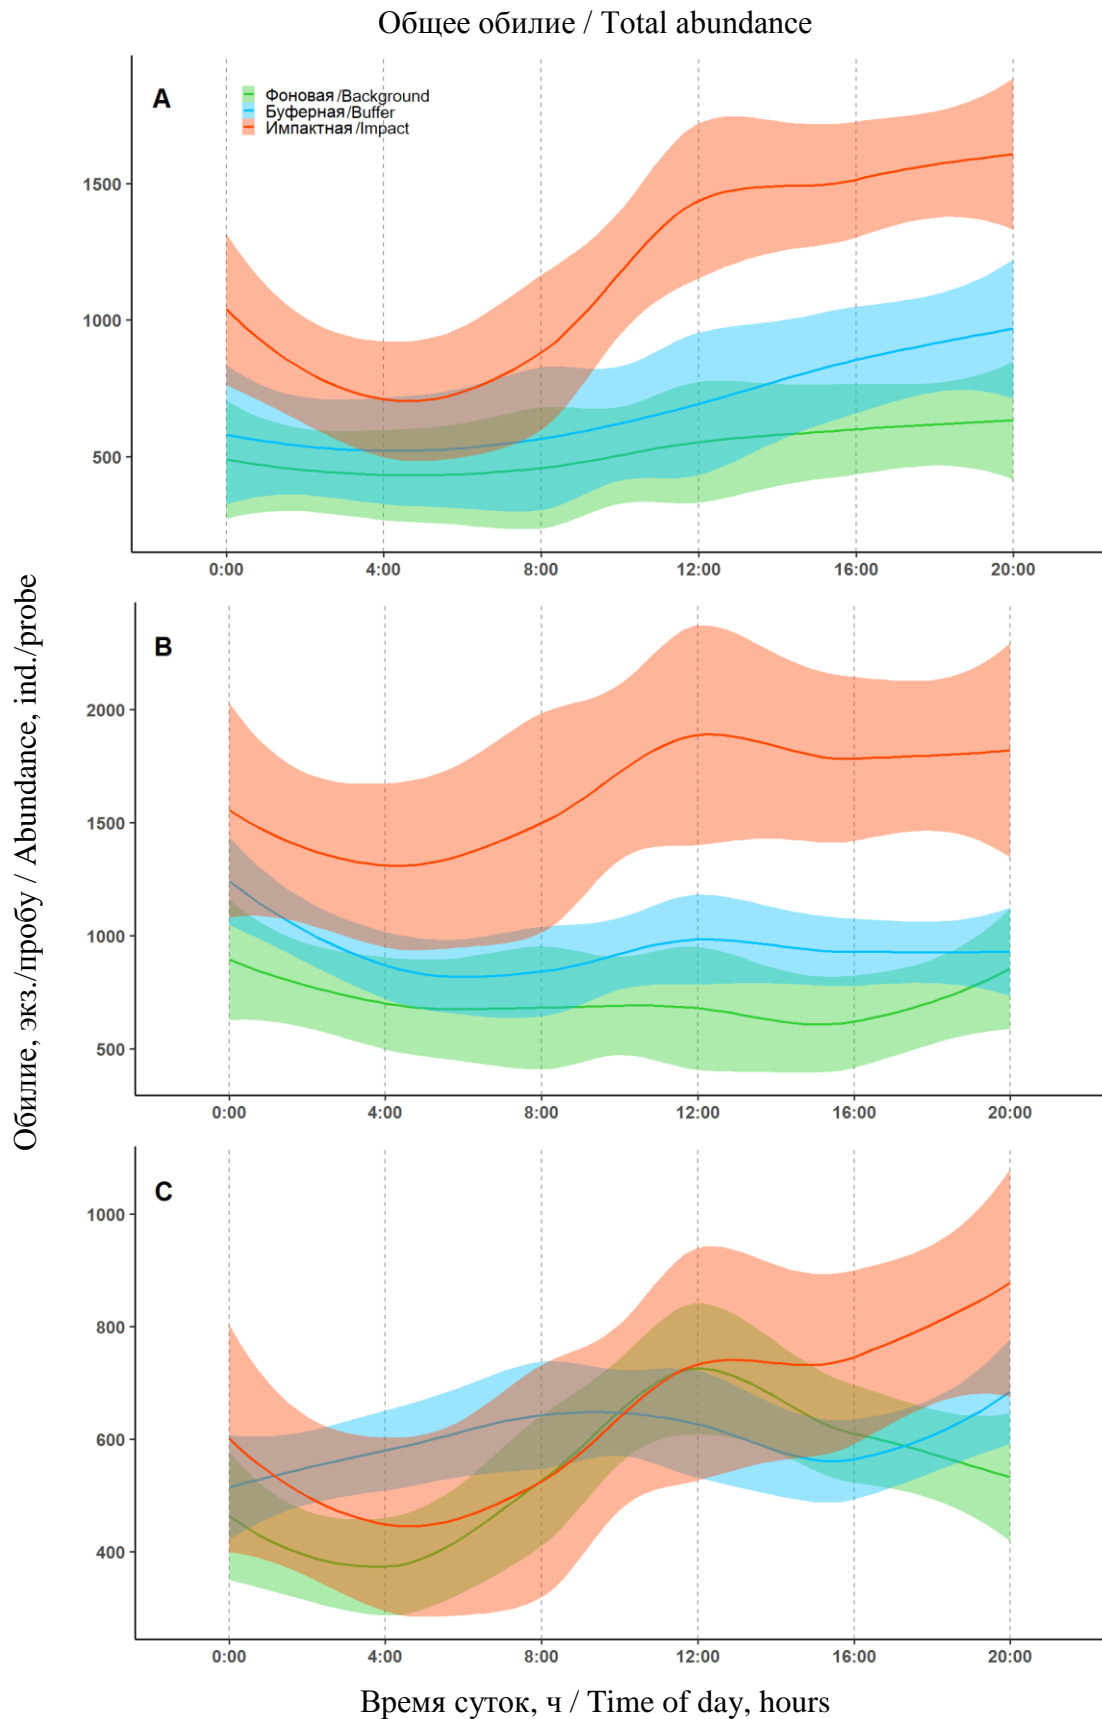 Общее обилие / Total abundance
A
Фоновая /Background
Буферная/Buffer
Импактная /Impact
1500
1000
500
0:00 4:00 8:00 12:00 16:00 20:00
Обилие, экз./пробу / Abundance, ind./probe
B
2000
1500
1000
500
0:00 4:00 8:00 12:00 16:00 20:00
C
1000
800
600
400
0:00 4:00 8:00 12:00 16:00 20:00
Время суток, ч / Time of day, hours